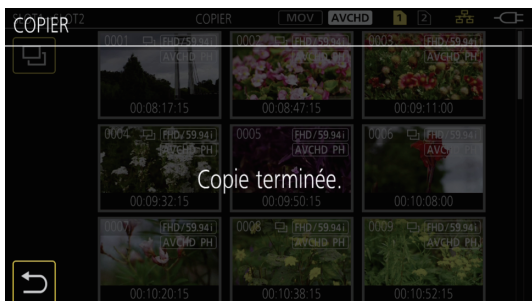 COPIER
COPIER MOV AVCHD 1 2
0001 FHD/59.94i AVCHD PH
00:08:17:15
0002 FHD/59.94i AVCHD PH
00:08:47:15
0003 FHD/59.94i AVCHD PH
00:09:11:00
0004 FHD/59.94i AVCHD PH
00:09:32:15
0005 FHD/59.94i AVCHD PH
00:09:50:15
0006 FHD/59.94i AVCHD PH
00:10:08:00
Copie terminée.
0007 FHD/59.94i AVCHD PH
00:10:20:15
0008 FHD/59.94i AVCHD PH
00:10:38:15
0009 FHD/59.94i AVCHD PH
00:10:52:15